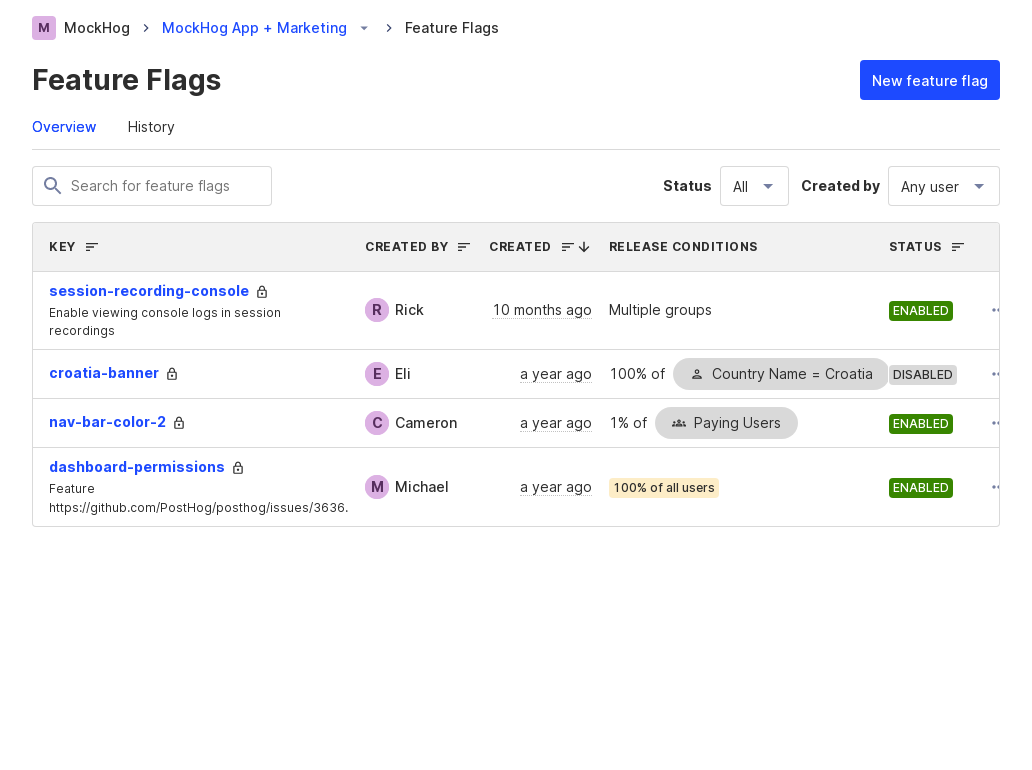 M MockHog MockHog App + Marketing Feature Flags
Feature Flags
New feature flag
Overview History
Search for feature flags
Status All Created by Any user
KEY CREATED BY CREATED RELEASE CONDITIONS STATUS
session-recording-console
Enable viewing console logs in session
recordings
R Rick 10 months ago Multiple groups ENABLED
croatia-banner E Eli a year ago 100% of Country Name = Croatia DISABLED
nav-bar-color-2 C Cameron a year ago 1% of Paying Users ENABLED
dashboard-permissions
Feature
https://github.com/PostHog/posthog/issues/3636.
M Michael a year ago 100% of all users ENABLED